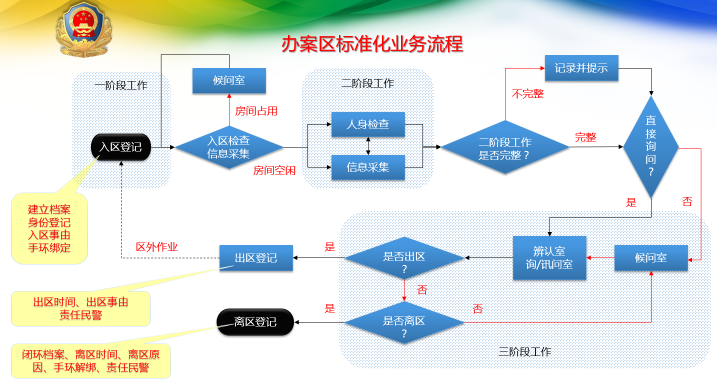 办案区标准化业务流程
一阶段工作
候问室
房间占用
入区登记
入区检查
信息采集
房间空闲
二阶段工作
人身检查
信息采集
不完整
记录并提示
二阶段工作
是否完整？
完整
直
接
询
问
？
是
否
建立档案
身份登记
入区事由
手环绑定
区外作业
出区登记
是
是否出区
？
否
辨认室
询/讯问室
候问室
出区时间、出区事由
责任民警
离区登记
是
是否离区
？
否
三阶段工作
闭环档案、离区时间、离区原
因、手环解绑、责任民警